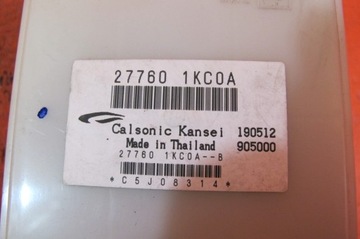 27760 1KC0A
Calsonic Kansei 190512
Made in Thailand 905000
27760 1KC0A--B
*C5J08314*